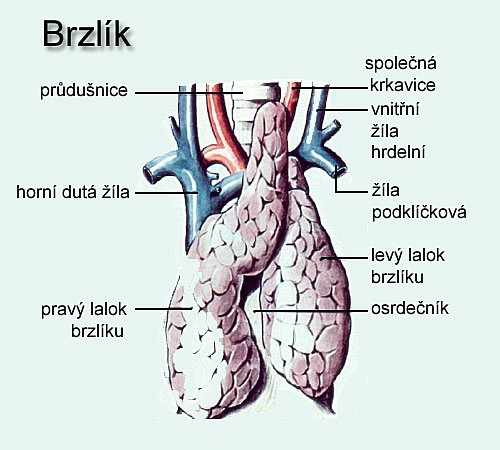 Brzlík
průdušnice
horní dutá žíla
pravý lalok
brzlíku
společná
krkavice
vnitřní
žíla
hrdelní
žíla
podklíčková
levý lalok
brzlíku
osrdečník